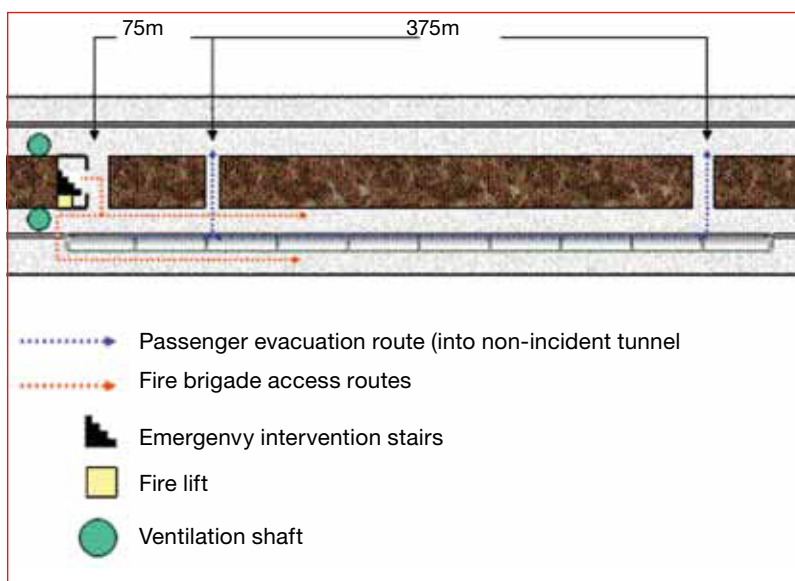 75m 375m
Passenger evacuation route (into non-incident tunnel
Fire brigade access routes
Emergenvy intervention stairs
Fire lift
Ventilation shaft